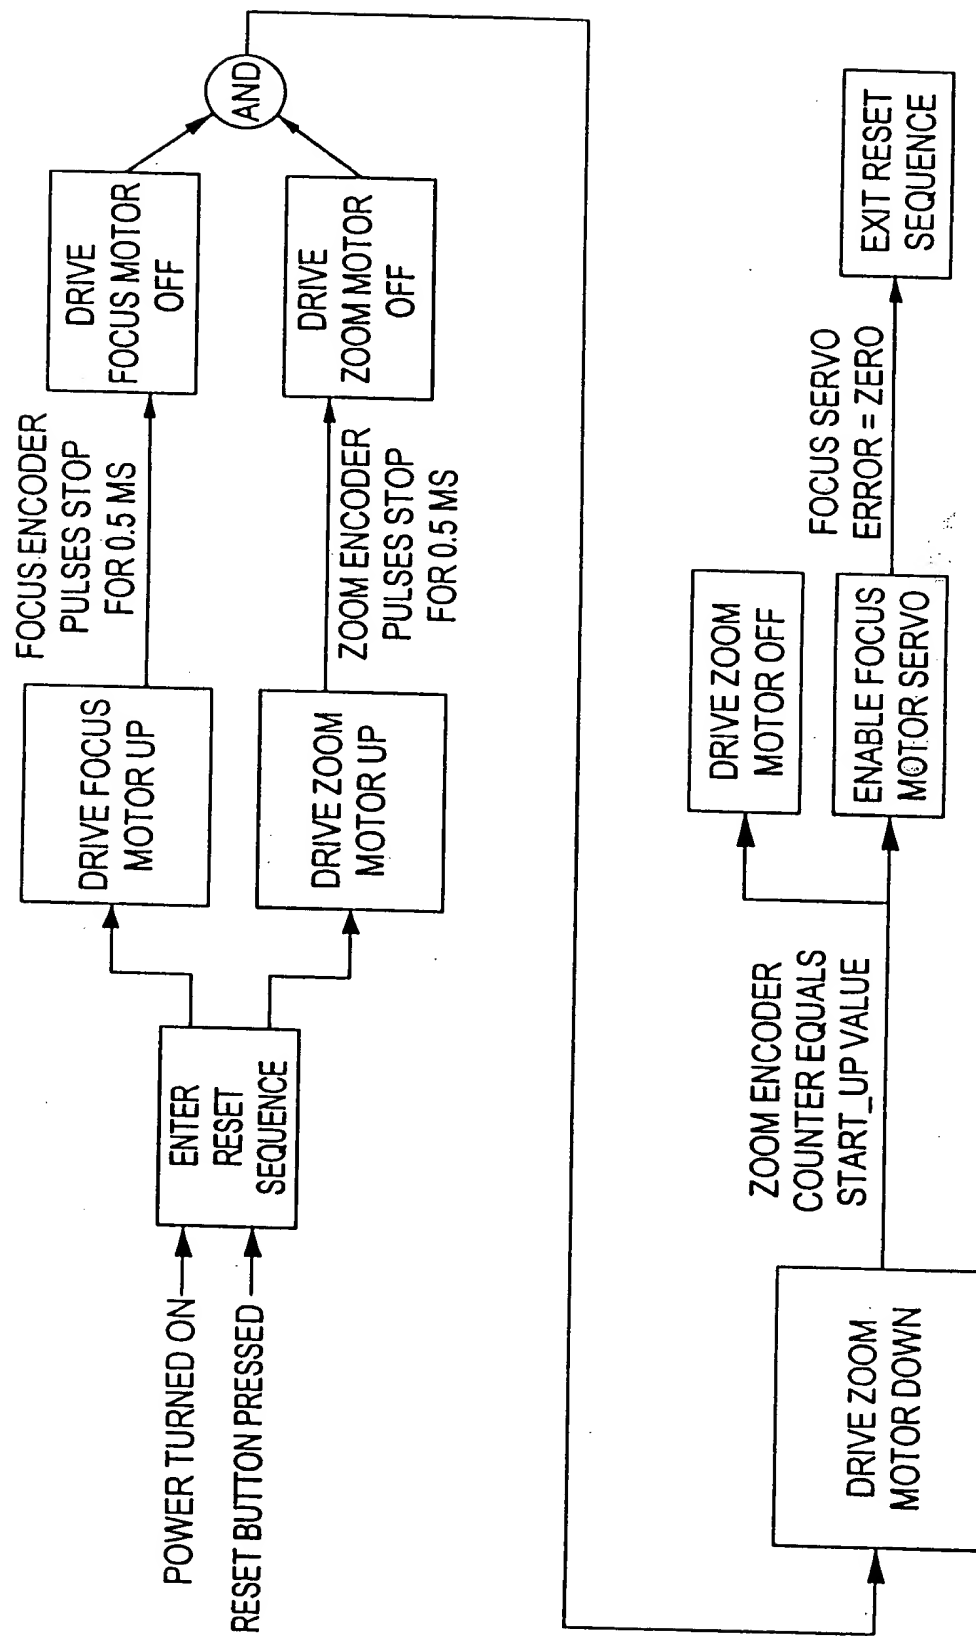 POWER TURNED ON
RESET BUTTON PRESSED
ENTER
RESET
SEQUENCE
DRIVE FOCUS
MOTOR UP
FOCUS ENCODER
PULSES STOP
FOR 0.5 MS
DRIVE
FOCUS MOTOR
OFF
DRIVE ZOOM
MOTOR UP
ZOOM ENCODER
PULSES STOP
FOR 0.5 MS
DRIVE
ZOOM MOTOR
OFF
AND
DRIVE ZOOM
MOTOR DOWN
ZOOM ENCODER
COUNTER EQUALS
START_UP VALUE
DRIVE ZOOM
MOTOR OFF
ENABLE FOCUS
MOTOR SERVO
FOCUS SERVO
ERROR = ZERO
EXIT RESET
SEQUENCE